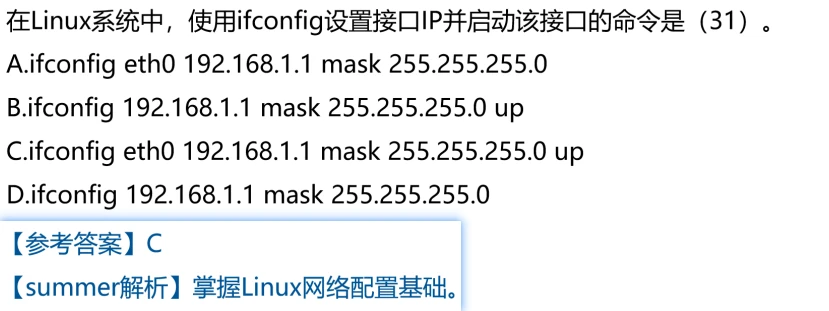 在Linux系统中，使用ifconfig设置接口IP并启动该接口的命令是（31）。
A.ifconfig eth0 192.168.1.1 mask 255.255.255.0
B.ifconfig 192.168.1.1 mask 255.255.255.0 up
C.ifconfig eth0 192.168.1.1 mask 255.255.255.0 up
D.ifconfig 192.168.1.1 mask 255.255.255.0
【参考答案】C
【summer解析】掌握Linux网络配置基础。